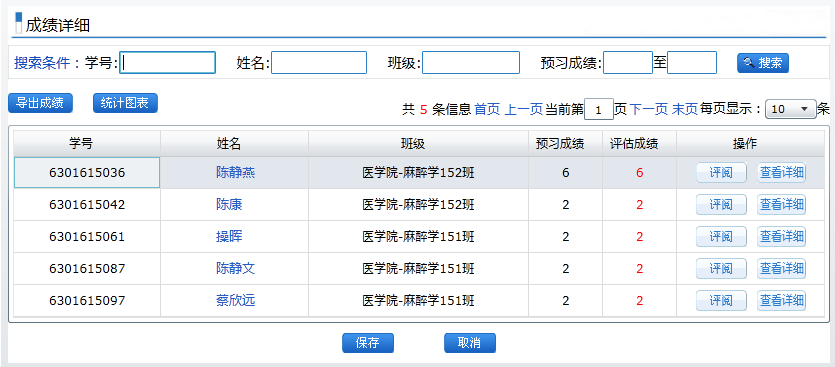 成绩详细
搜索条件：学号: 姓名: 班级: 预习成绩: 至 搜索
导出成绩 统计图表 共 5 条信息 首页 上一页 当前第 1 页 下一页 末页 每页显示： 10 条
学号 姓名 班级 预习成绩 评估成绩 操作
6301615036 陈静燕 医学院-麻醉学152班 6 6 评阅 查看详细
6301615042 陈康 医学院-麻醉学152班 2 2 评阅 查看详细
6301615061 操晖 医学院-麻醉学151班 2 2 评阅 查看详细
6301615087 陈静文 医学院-麻醉学151班 2 2 评阅 查看详细
6301615097 蔡欣远 医学院-麻醉学151班 2 2 评阅 查看详细
保存 取消